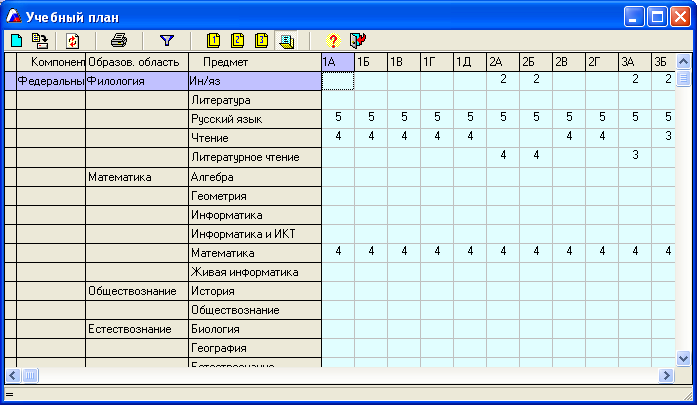 Учебный план
1 2 3
Компонент Образов. область Предмет 1А 1Б 1В 1Г 1Д 2А 2Б 2В 2Г 3А 3Б
Федеральны Филология Ин/яз 2 2 2 2
Литература
Русский язык 5 5 5 5 5 5 5 5 5 5 5
Чтение 4 4 4 4 4 4 4 3
Литературное чтение 4 4 3
Математика Алгебра
Геометрия
Информатика
Информатика и ИКТ
Математика 4 4 4 4 4 4 4 4 4 4 4
Живая информатика
Обществознание История
Обществознание
Естествознание Биология
География
Естествознание
=